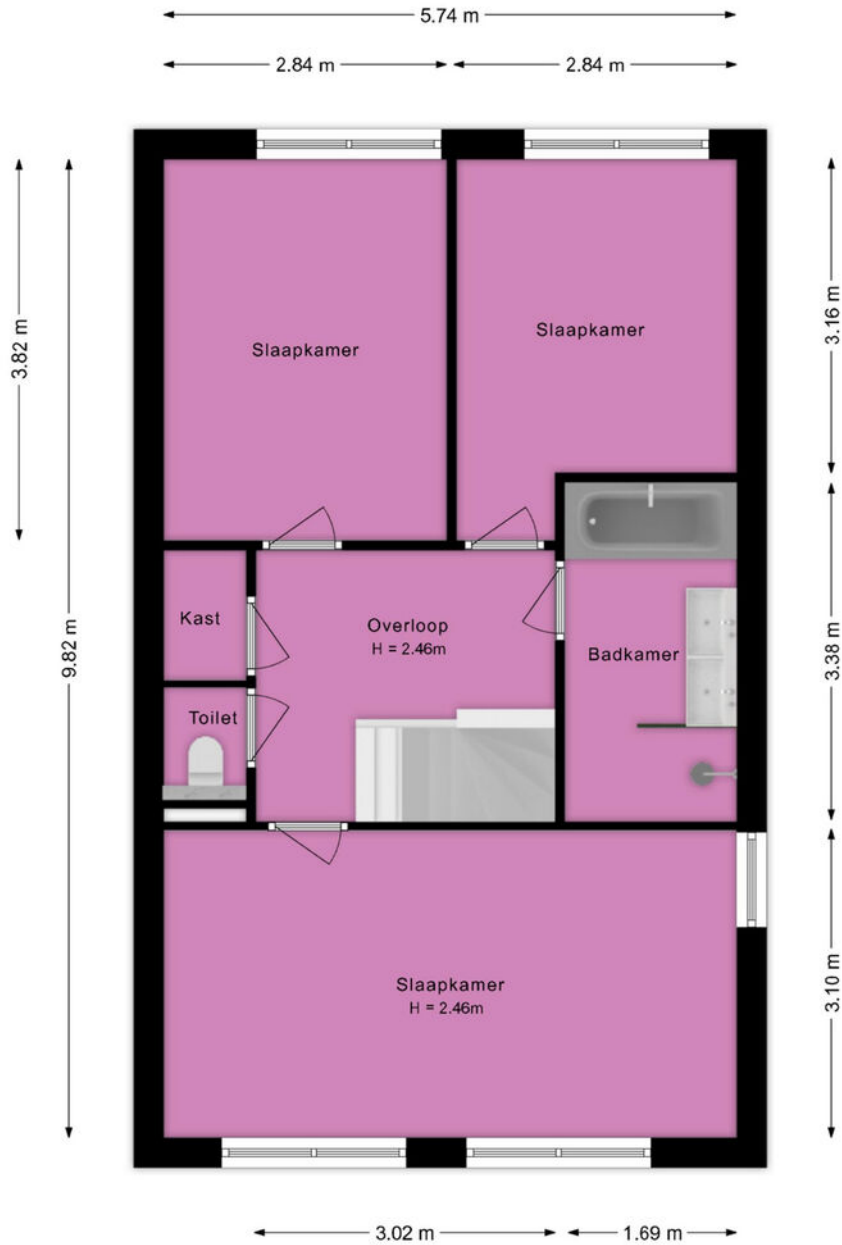 5.74 m
2.84 m
2.84 m
3.82 m
9.82 m
3.16 m
Slaapkamer
Slaapkamer
Kast
Overloop
H = 2.46m
Badkamer
3.38 m
Toilet
Slaapkamer
H = 2.46m
3.10 m
3.02 m
1.69 m